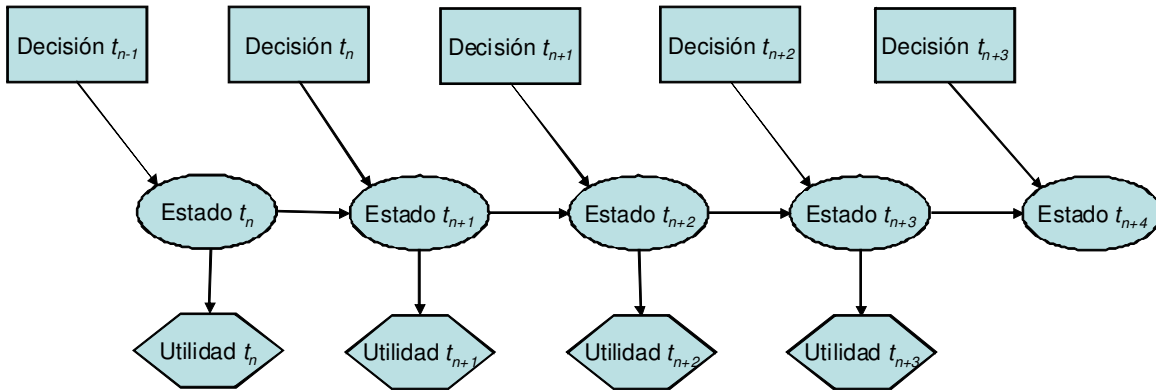 Decisión t_{n-1}
Decisión t_n
Decisión t_{n+1}
Decisión t_{n+2}
Decisión t_{n+3}
Estado t_n
Estado t_{n+1}
Estado t_{n+2}
Estado t_{n+3}
Estado t_{n+4}
Utilidad t_n
Utilidad t_{n+1}
Utilidad t_{n+2}
Utilidad t_{n+3}